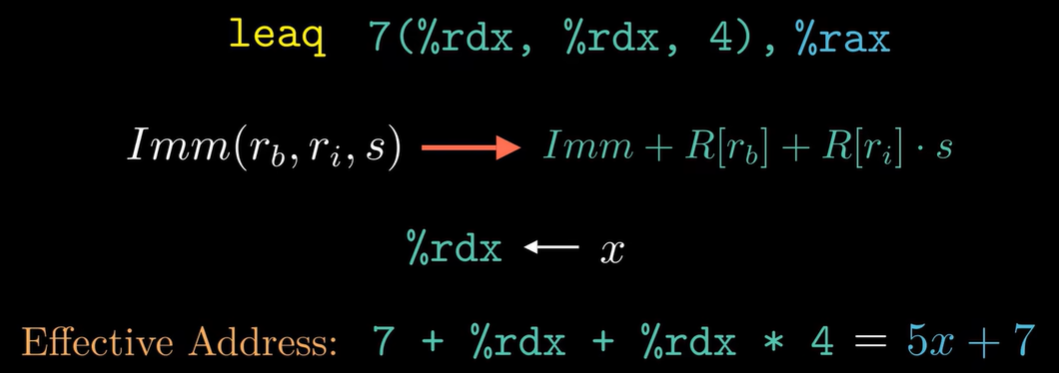 leaq 7(%rdx, %rdx, 4), %rax
Imm(r_b, r_i, s) → Imm + R[r_b] + R[r_i] · s
%rdx ← x
Effective Address: 7 + %rdx + %rdx * 4 = 5x + 7